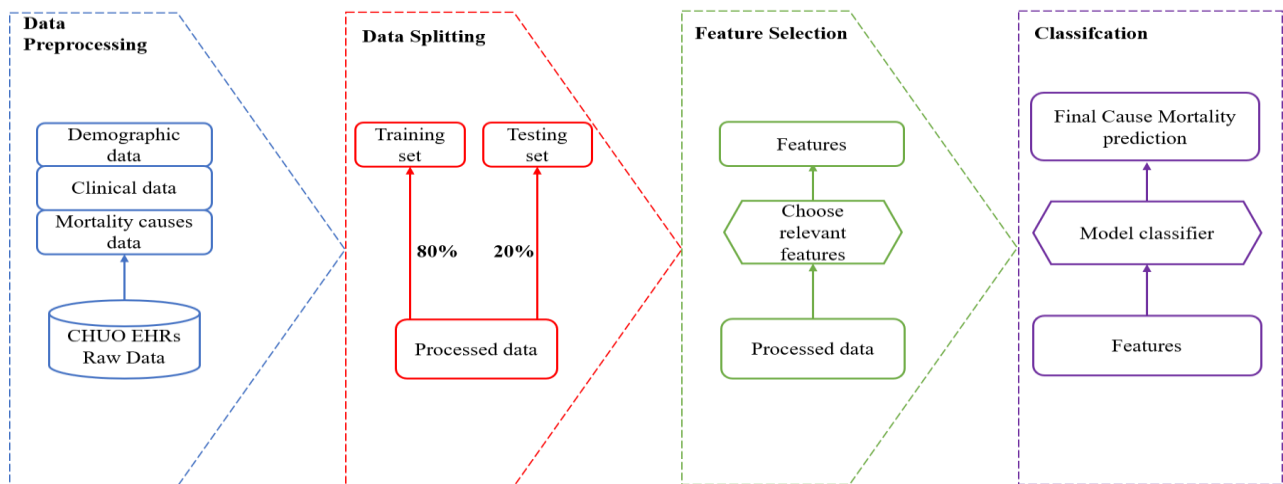 Data
Preprocessing
Demographic
data
Clinical data
Mortality causes
data
CHUO EHRs
Raw Data
Data Splitting
Training
set
Testing
set
80%
20%
Processed data
Feature Selection
Features
Choose
relevant
features
Processed data
Classifcation
Final Cause Mortality
prediction
Model classifier
Features